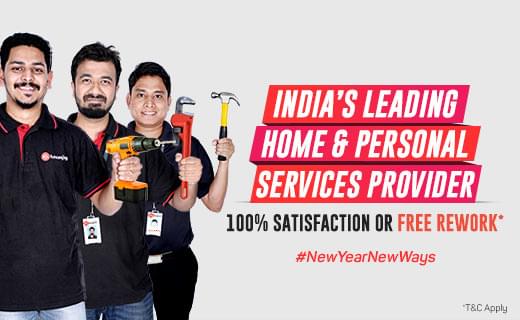 INDIA'S LEADING
HOME & PERSONAL
SERVICES PROVIDER
100% SATISFACTION OR FREE REWORK*
#NewYearNewWays
*T&C Apply